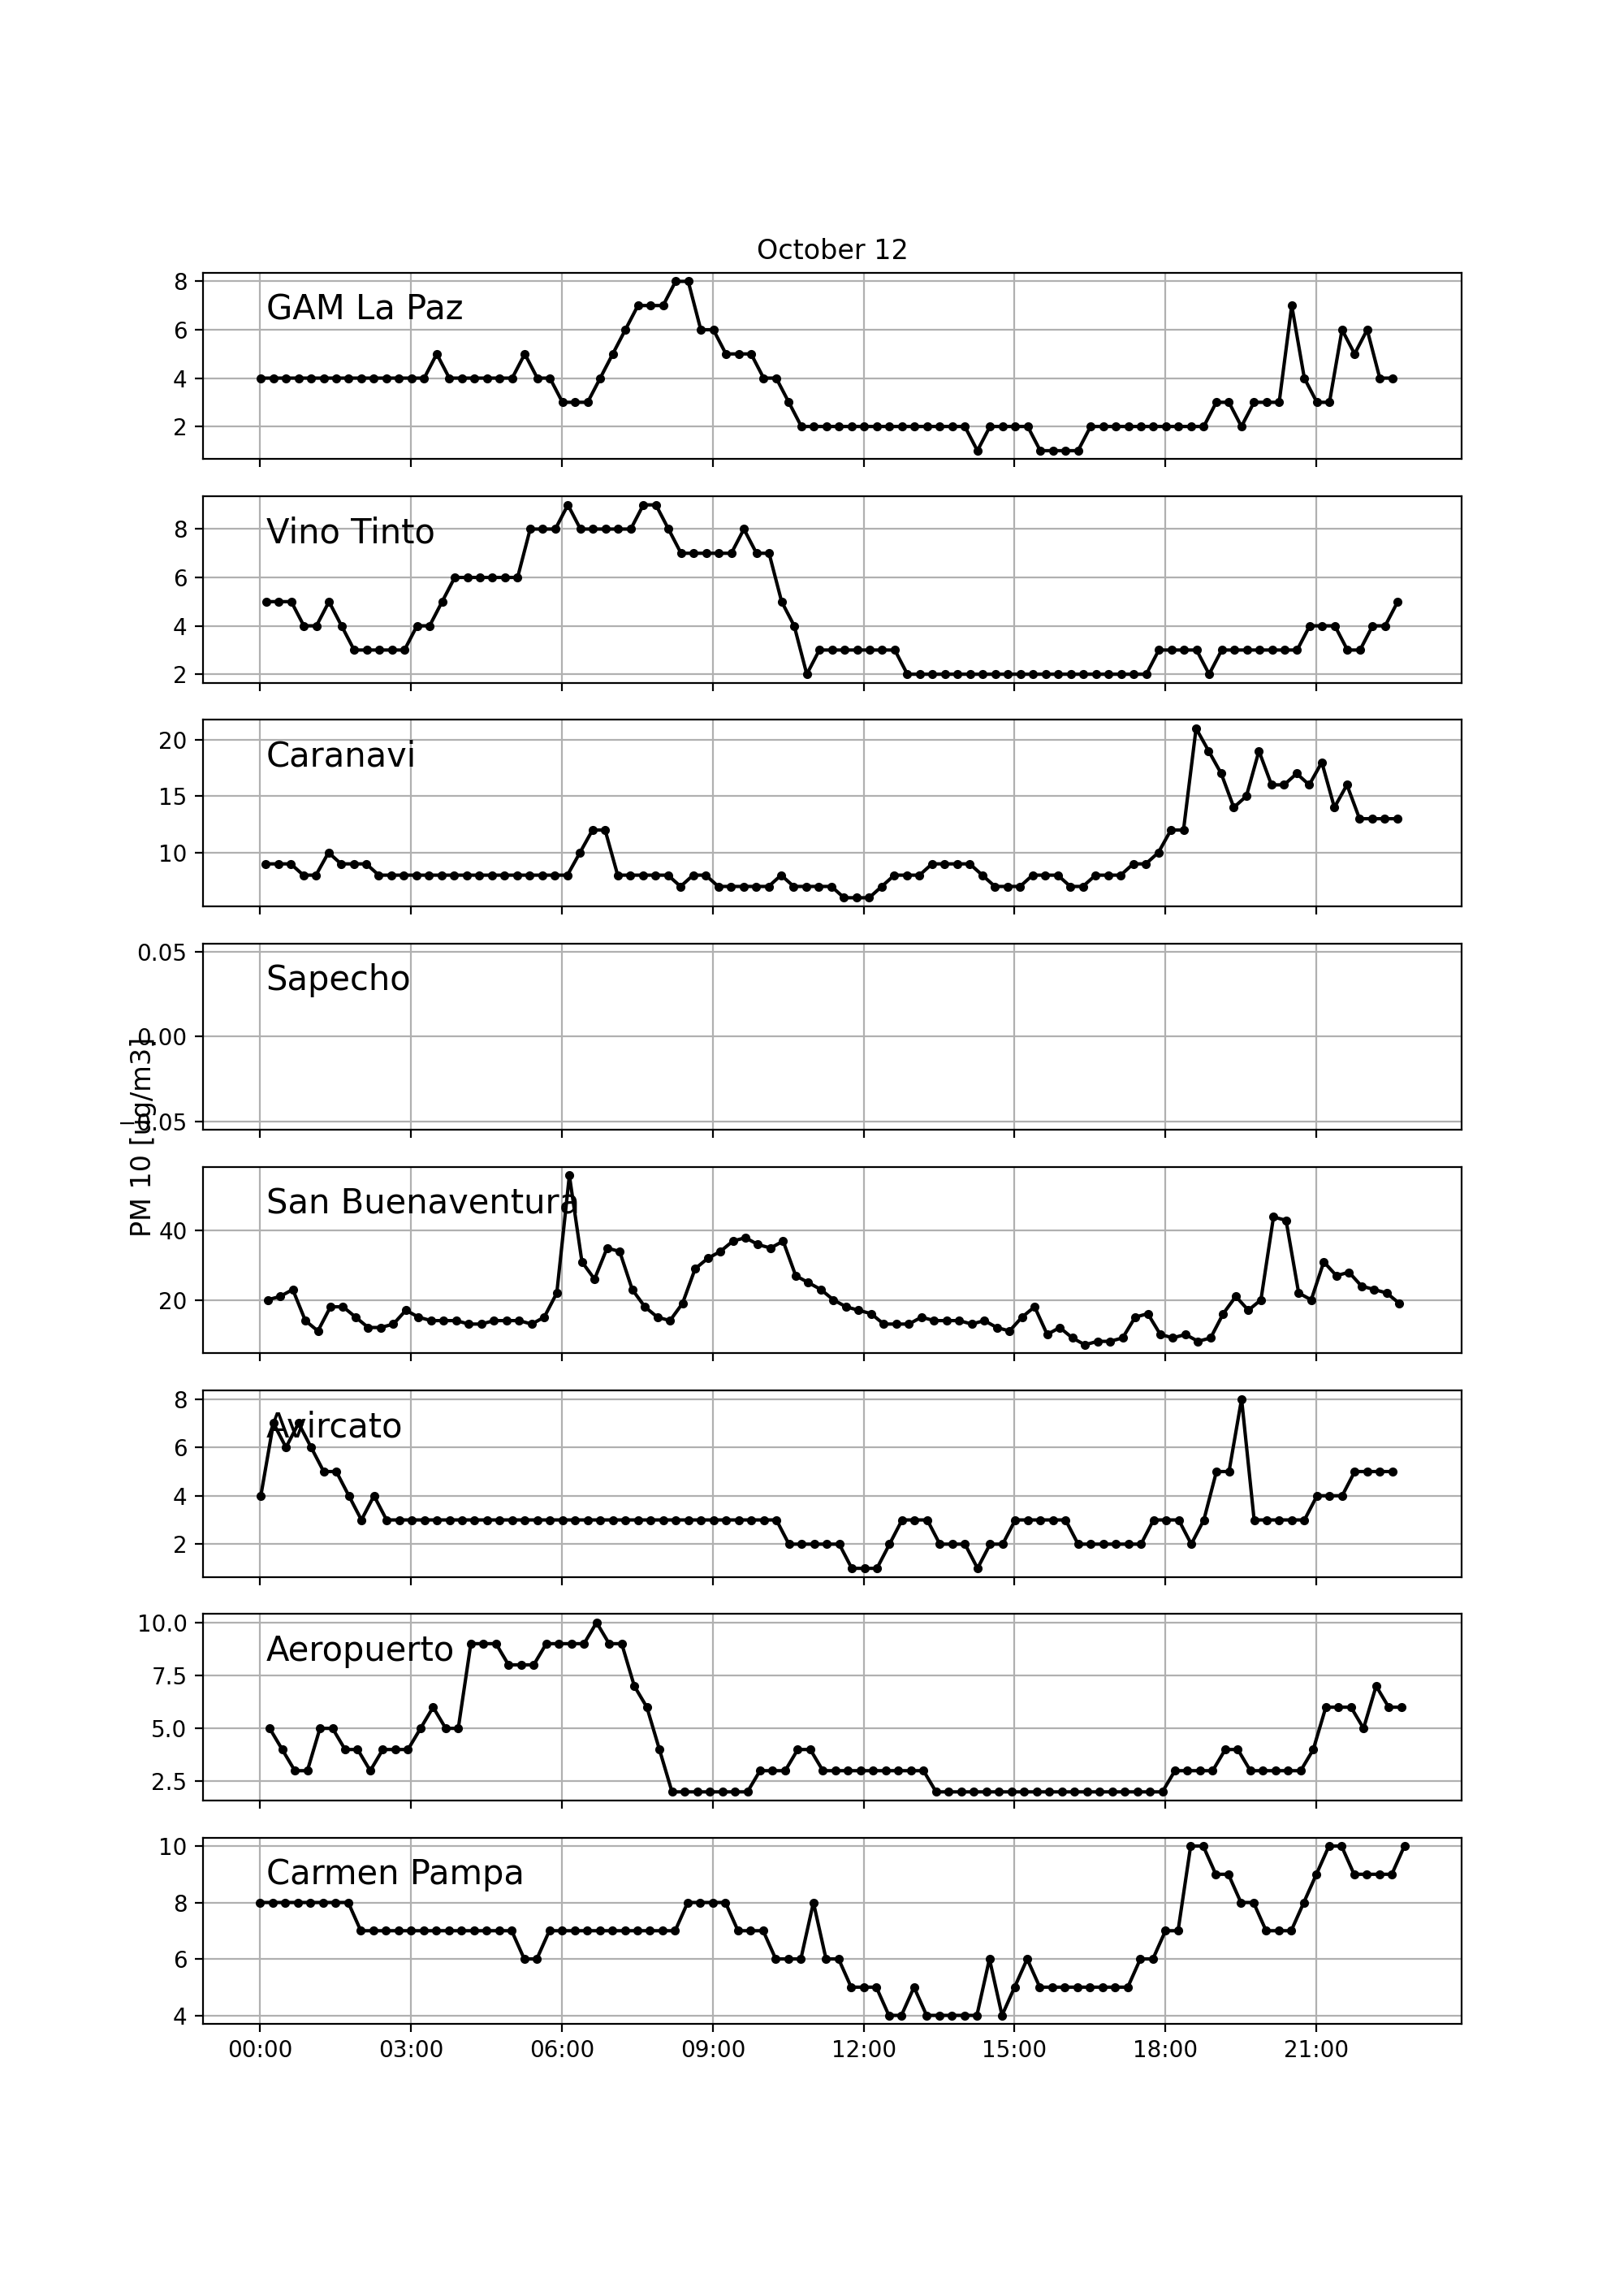 October 12
PM 10 [ug/m3]
8
GAM La Paz
6
4
2
8
Vino Tinto
6
4
2
20
Caranavi
15
10
0.05
Sapecho
0.00
−0.05
San Buenaventura
40
20
8
Avircato
6
4
2
10.0
Aeropuerto
7.5
5.0
2.5
10
Carmen Pampa
8
6
4
00:00 03:00 06:00 09:00 12:00 15:00 18:00 21:00